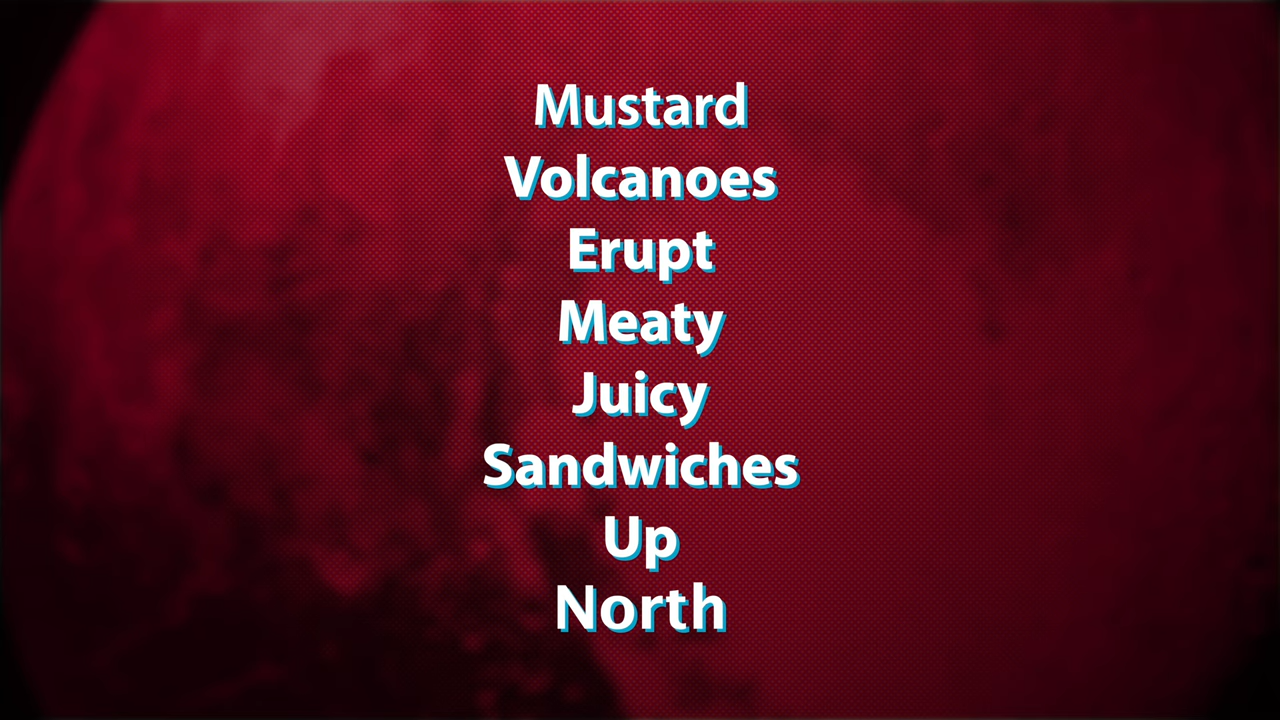 Mustard
Volcanoes
Erupt
Meaty
Juicy
Sandwiches
Up
North